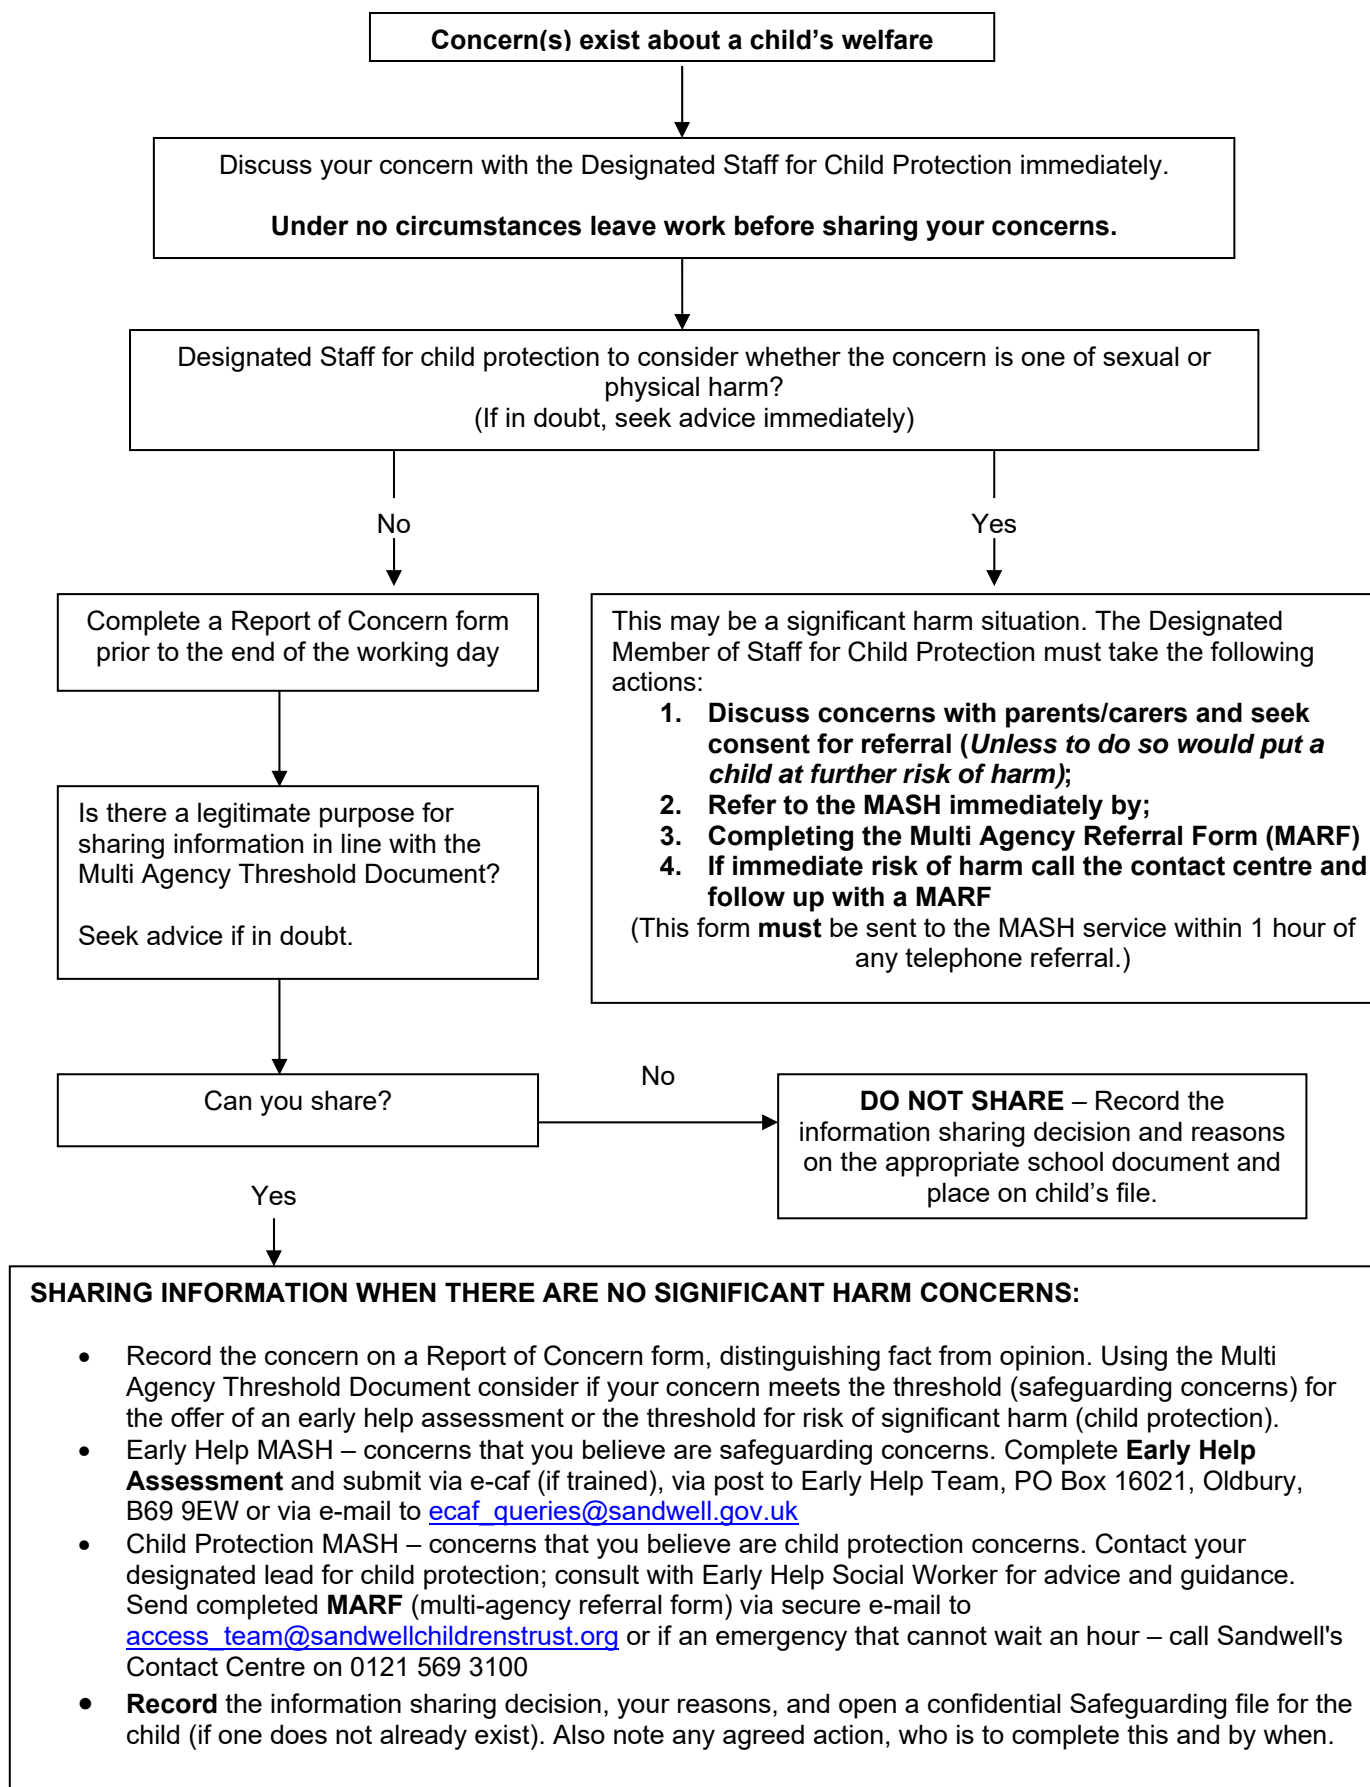 Concern(s) exist about a child’s welfare
Discuss your concern with the Designated Staff for Child Protection immediately.
Under no circumstances leave work before sharing your concerns.
Designated Staff for child protection to consider whether the concern is one of sexual or
physical harm?
(If in doubt, seek advice immediately)
No
Yes
Complete a Report of Concern form
prior to the end of the working day
This may be a significant harm situation. The Designated
Member of Staff for Child Protection must take the following
actions:
1. Discuss concerns with parents/carers and seek
consent for referral (Unless to do so would put a
child at further risk of harm);
2. Refer to the MASH immediately by;
3. Completing the Multi Agency Referral Form (MARF)
4. If immediate risk of harm call the contact centre and
follow up with a MARF
(This form must be sent to the MASH service within 1 hour of
any telephone referral.)
Is there a legitimate purpose for
sharing information in line with the
Multi Agency Threshold Document?
Seek advice if in doubt.
Can you share?
No
DO NOT SHARE – Record the
information sharing decision and reasons
on the appropriate school document and
place on child’s file.
Yes
SHARING INFORMATION WHEN THERE ARE NO SIGNIFICANT HARM CONCERNS:
• Record the concern on a Report of Concern form, distinguishing fact from opinion. Using the Multi
Agency Threshold Document consider if your concern meets the threshold (safeguarding concerns) for
the offer of an early help assessment or the threshold for risk of significant harm (child protection).
• Early Help MASH – concerns that you believe are safeguarding concerns. Complete Early Help
Assessment and submit via e-caf (if trained), via post to Early Help Team, PO Box 16021, Oldbury,
B69 9EW or via e-mail to ecaf_queries@sandwell.gov.uk
• Child Protection MASH – concerns that you believe are child protection concerns. Contact your
designated lead for child protection; consult with Early Help Social Worker for advice and guidance.
Send completed MARF (multi-agency referral form) via secure e-mail to
access_team@sandwellchildrenstrust.org or if an emergency that cannot wait an hour – call Sandwell's
Contact Centre on 0121 569 3100
• Record the information sharing decision, your reasons, and open a confidential Safeguarding file for the
child (if one does not already exist). Also note any agreed action, who is to complete this and by when.